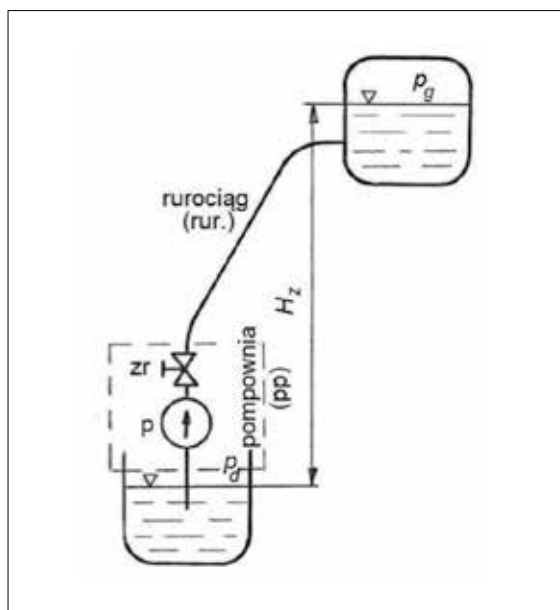 p_g
rurociąg
(rur.)
H_z
pompownia
(pp)
zr
p
p_d